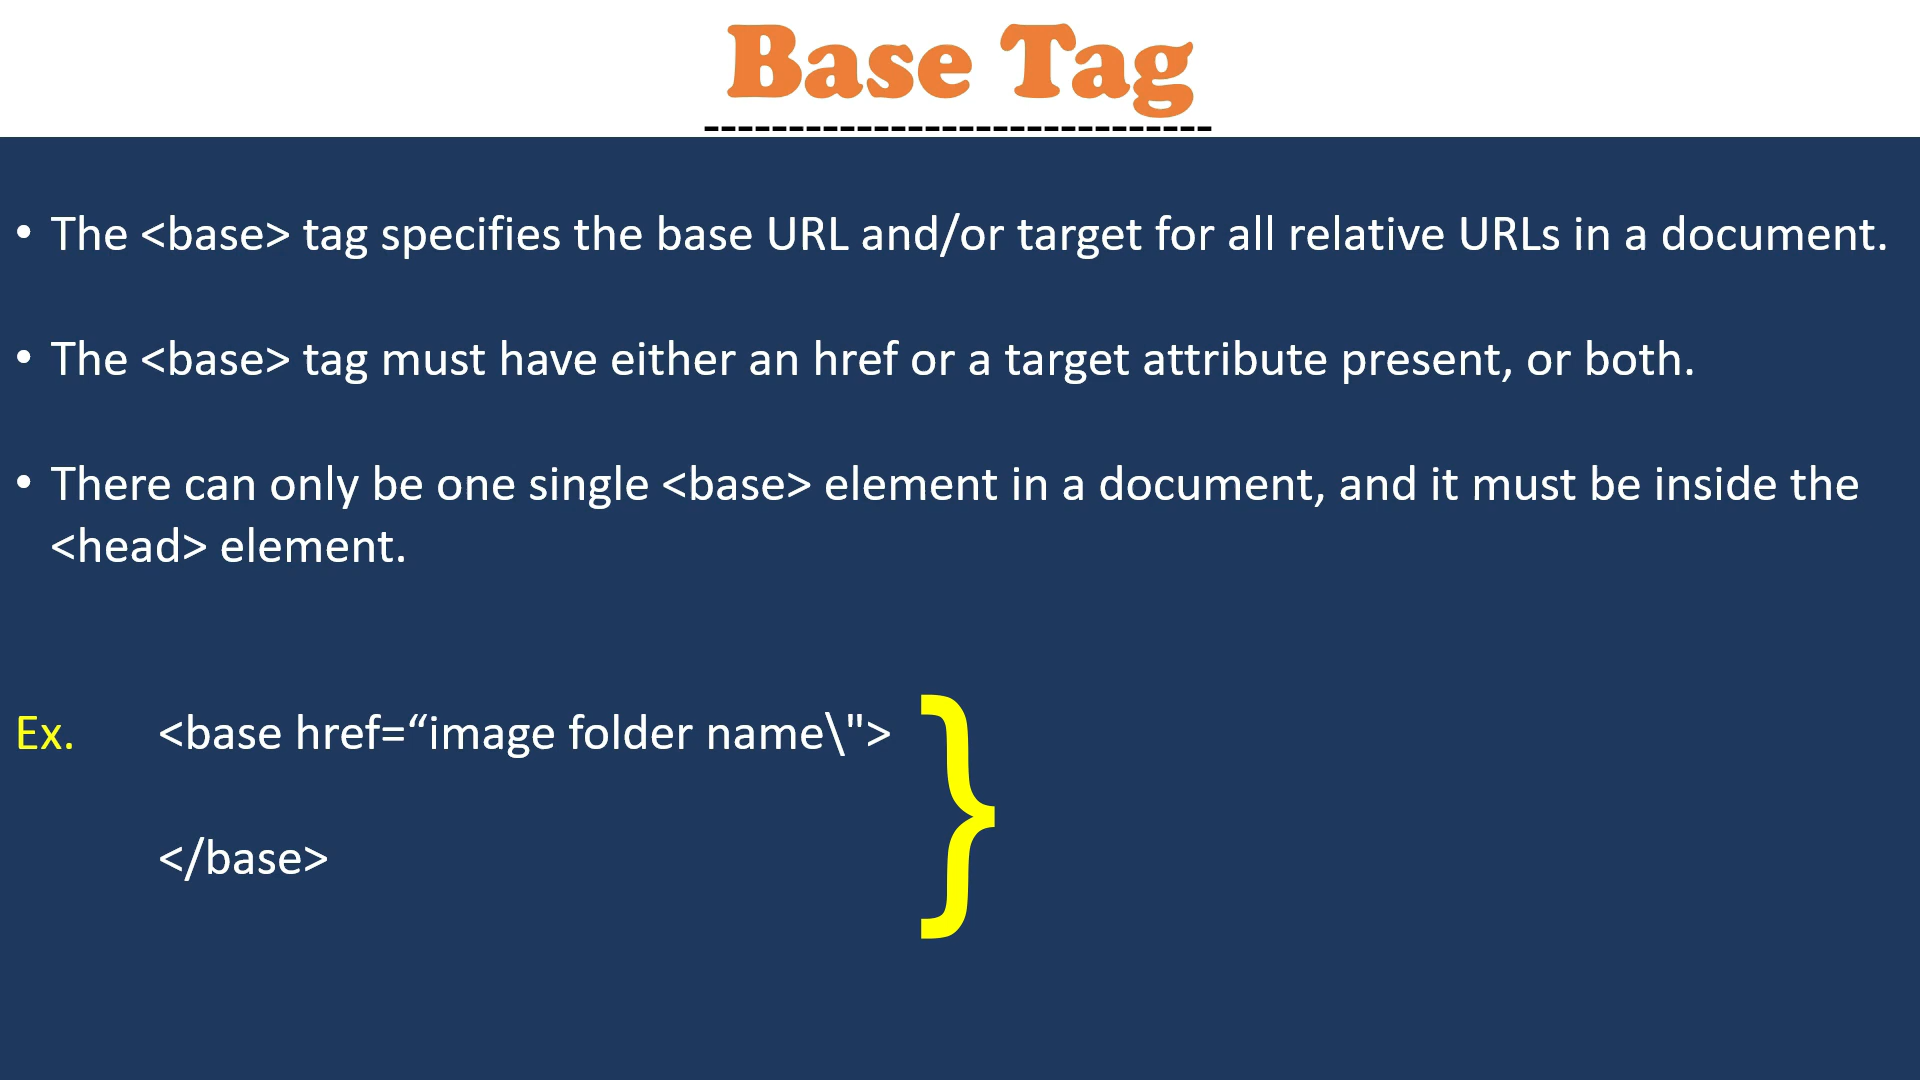 Base Tag
------------------------------
• The <base> tag specifies the base URL and/or target for all relative URLs in a document.
• The <base> tag must have either an href or a target attribute present, or both.
• There can only be one single <base> element in a document, and it must be inside the
<head> element.
Ex. <base href=“image folder name\">
</base>
}